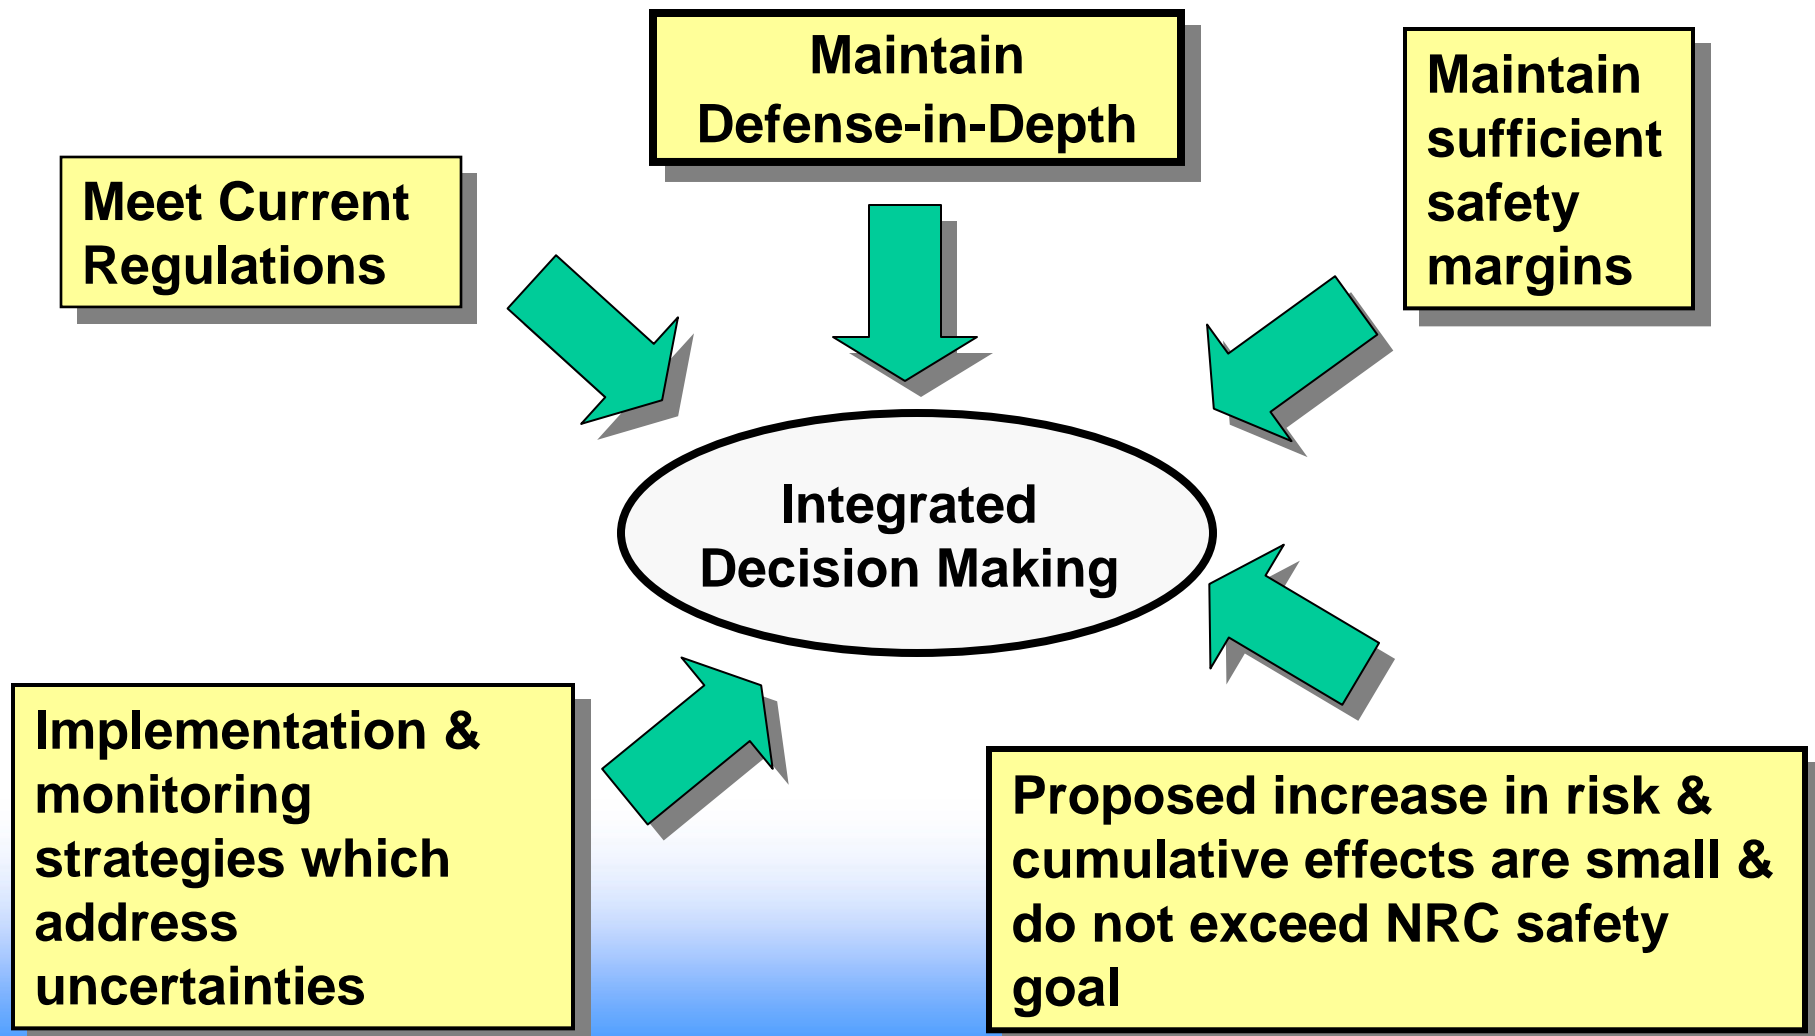 Maintain
Defense-in-Depth
Maintain
sufficient
safety
margins
Meet Current
Regulations
Integrated
Decision Making
Implementation &
monitoring
strategies which
address
uncertainties
Proposed increase in risk &
cumulative effects are small &
do not exceed NRC safety
goal